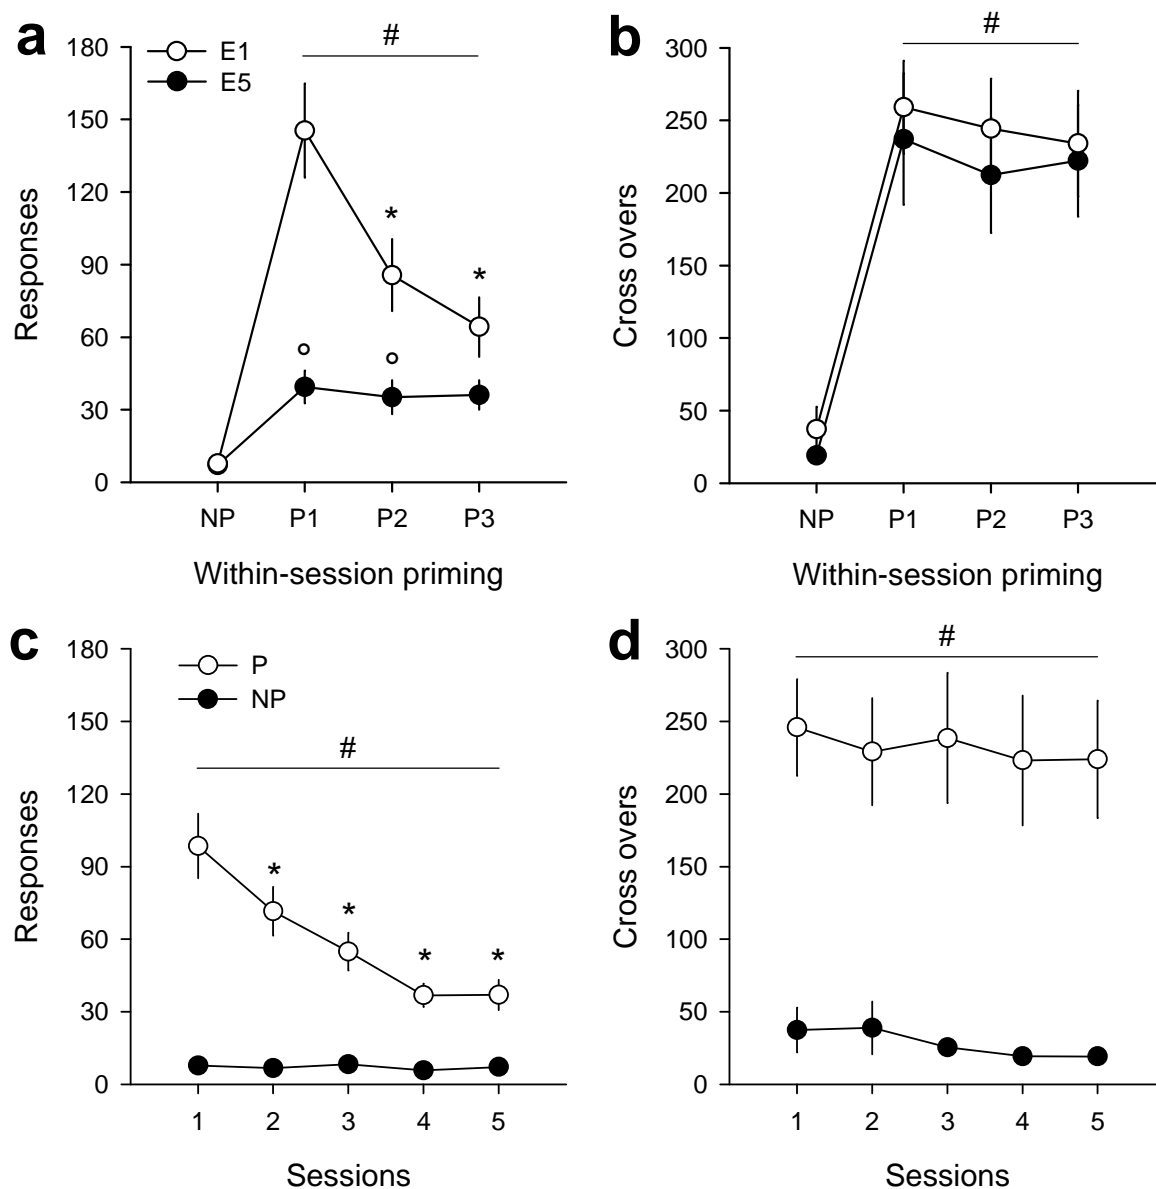 a
#
180
E1
E5
150
120
*
*
90
60
30
0
Responses
NP P1 P2 P3
Within-session priming
b
#
300
250
200
150
100
50
0
Cross overs
NP P1 P2 P3
Within-session priming
c
180
P
NP
150
#
120
90
*
*
*
*
60
30
0
Responses
1 2 3 4 5
Sessions
d
#
300
250
200
150
100
50
0
Cross overs
1 2 3 4 5
Sessions